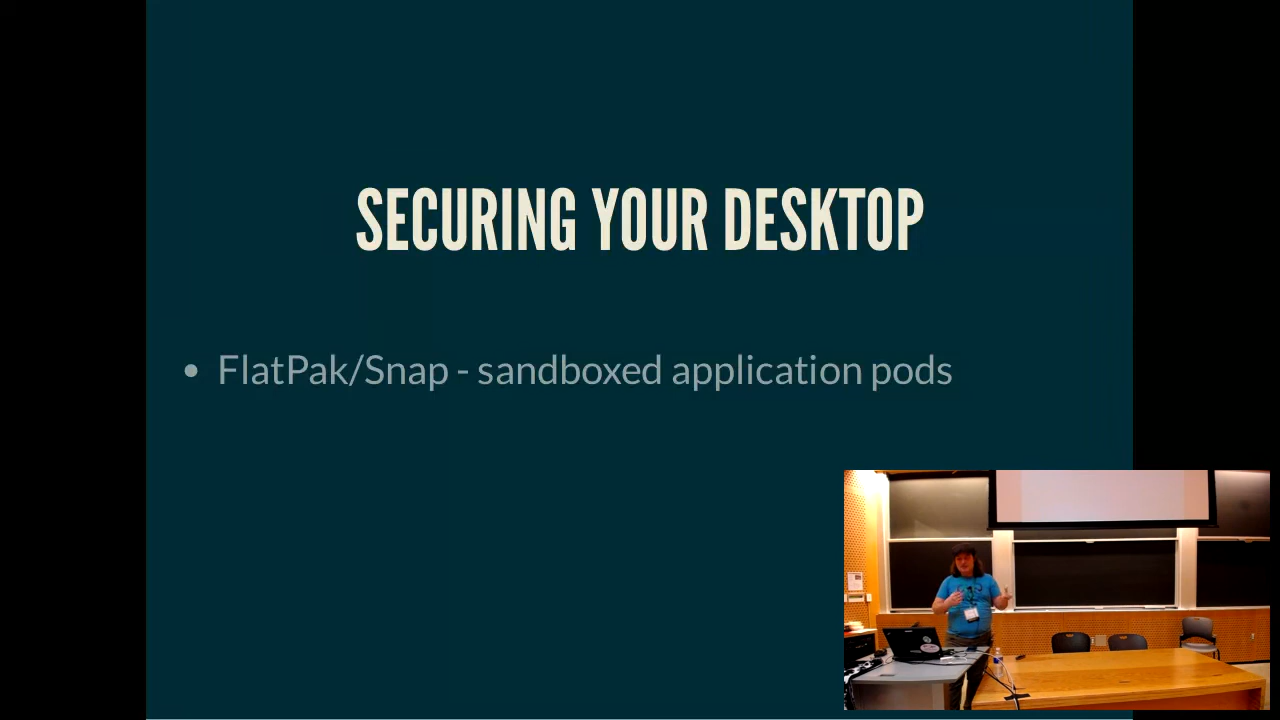 SECURING YOUR DESKTOP
• FlatPak/Snap - sandboxed application pods